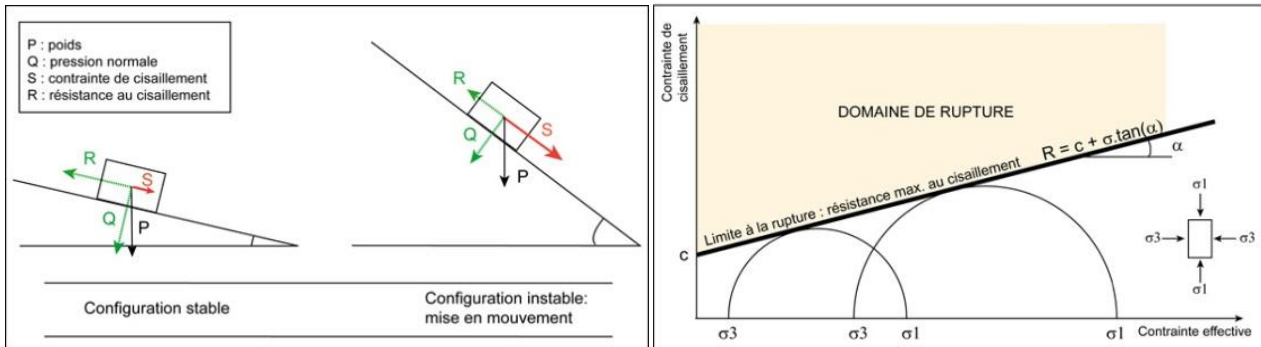 P : poids
Q : pression normale
S : contrainte de cisaillement
R : résistance au cisaillement
R
S
Q
P
R
S
Q
P
Configuration stable
Configuration instable:
mise en mouvement
Contrainte de
cisaillement
DOMAINE DE RUPTURE
R = c + σ.tan(α)
α
Limite à la rupture : résistance max. au cisaillement
c
σ1
σ3
σ3
σ1
σ3
σ3
σ1
σ1
Contrainte effective